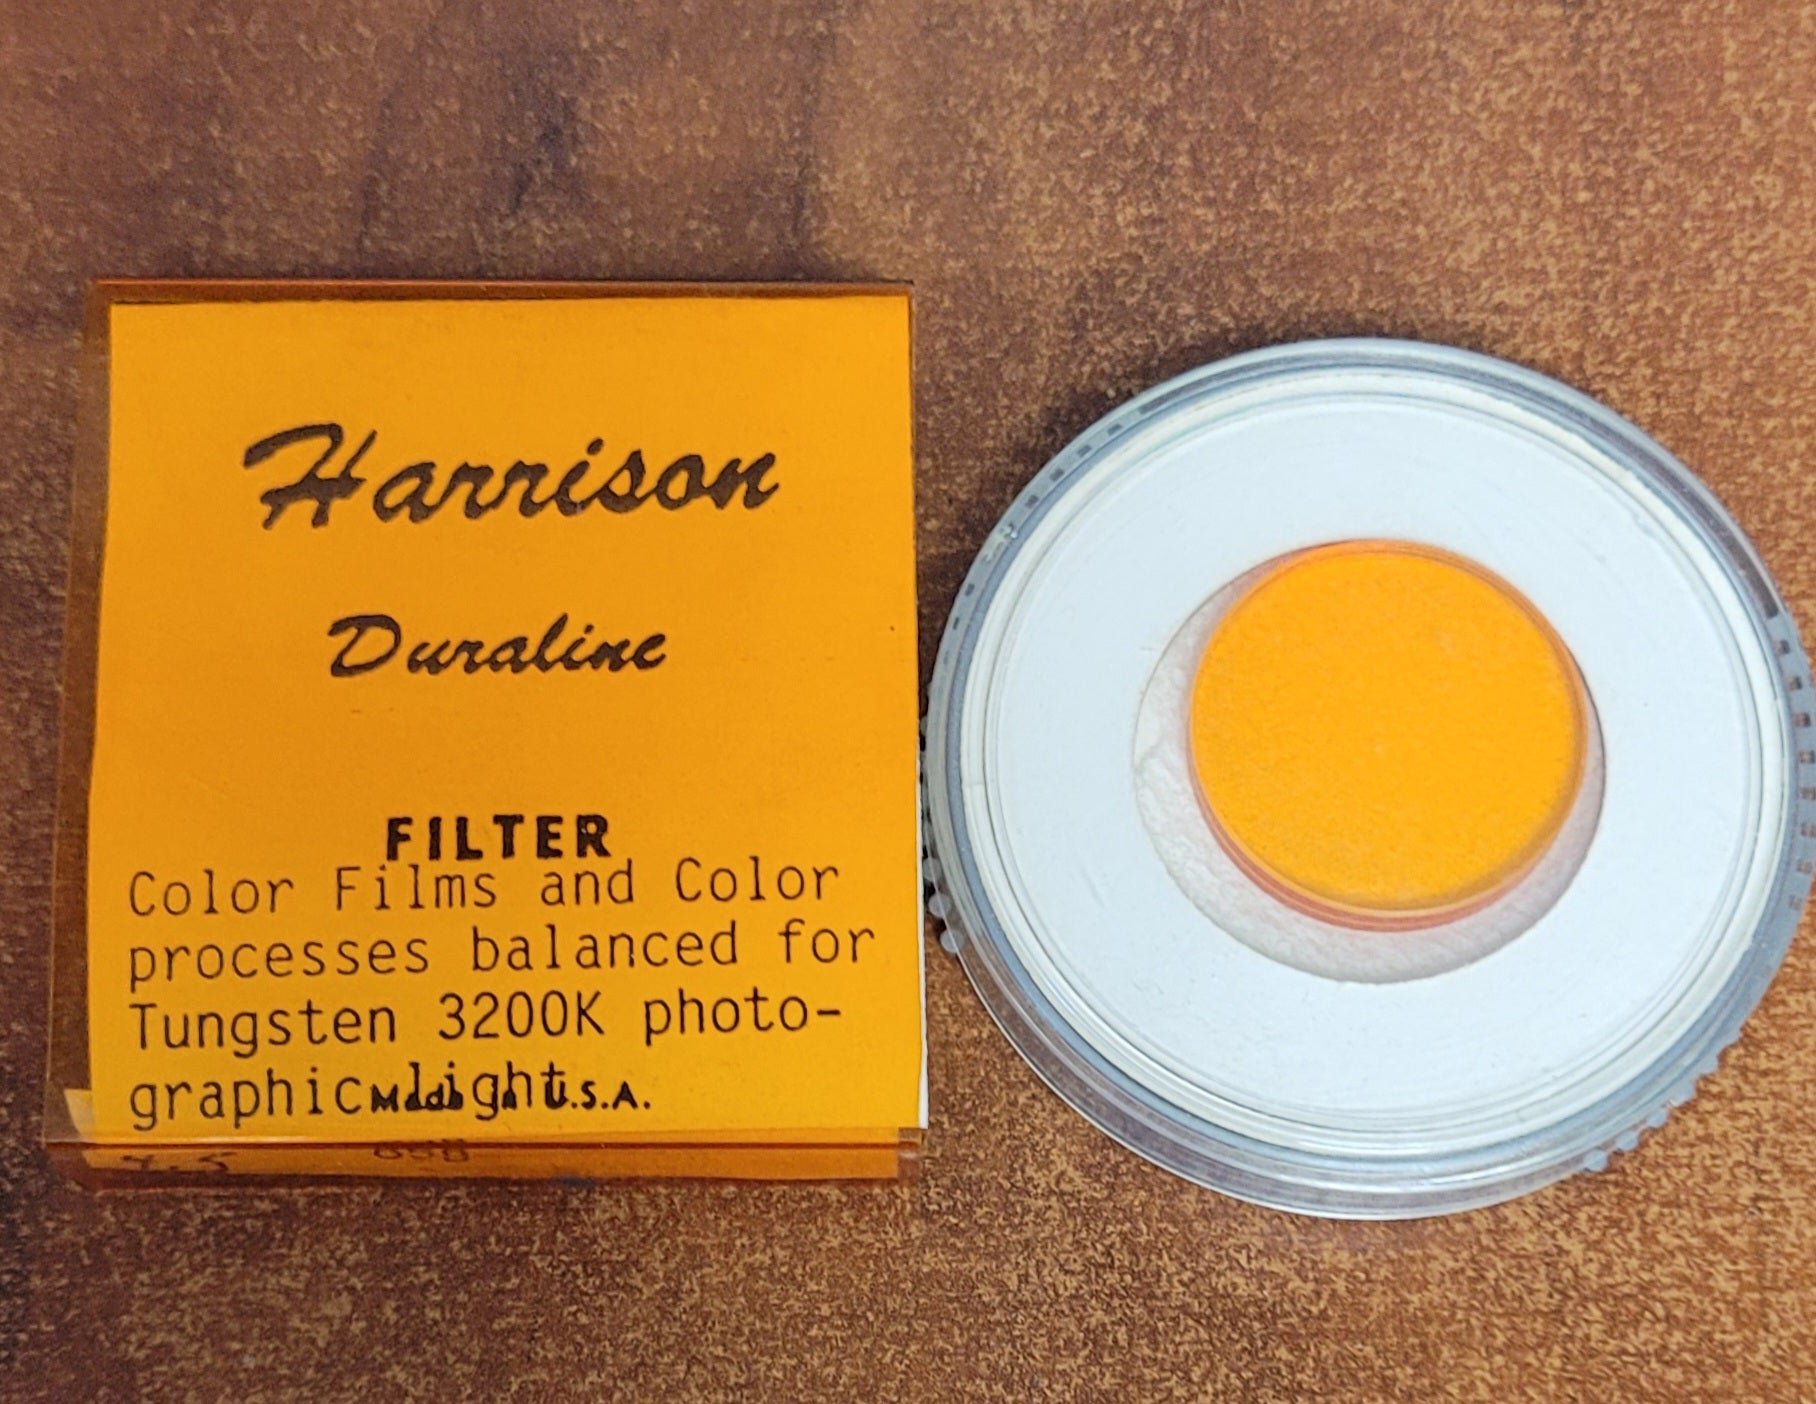 Harrison
Duraline
FILTER
Color Films and Color
processes balanced for
Tungsten 3200K photo-
graphic light.
U.S.A.